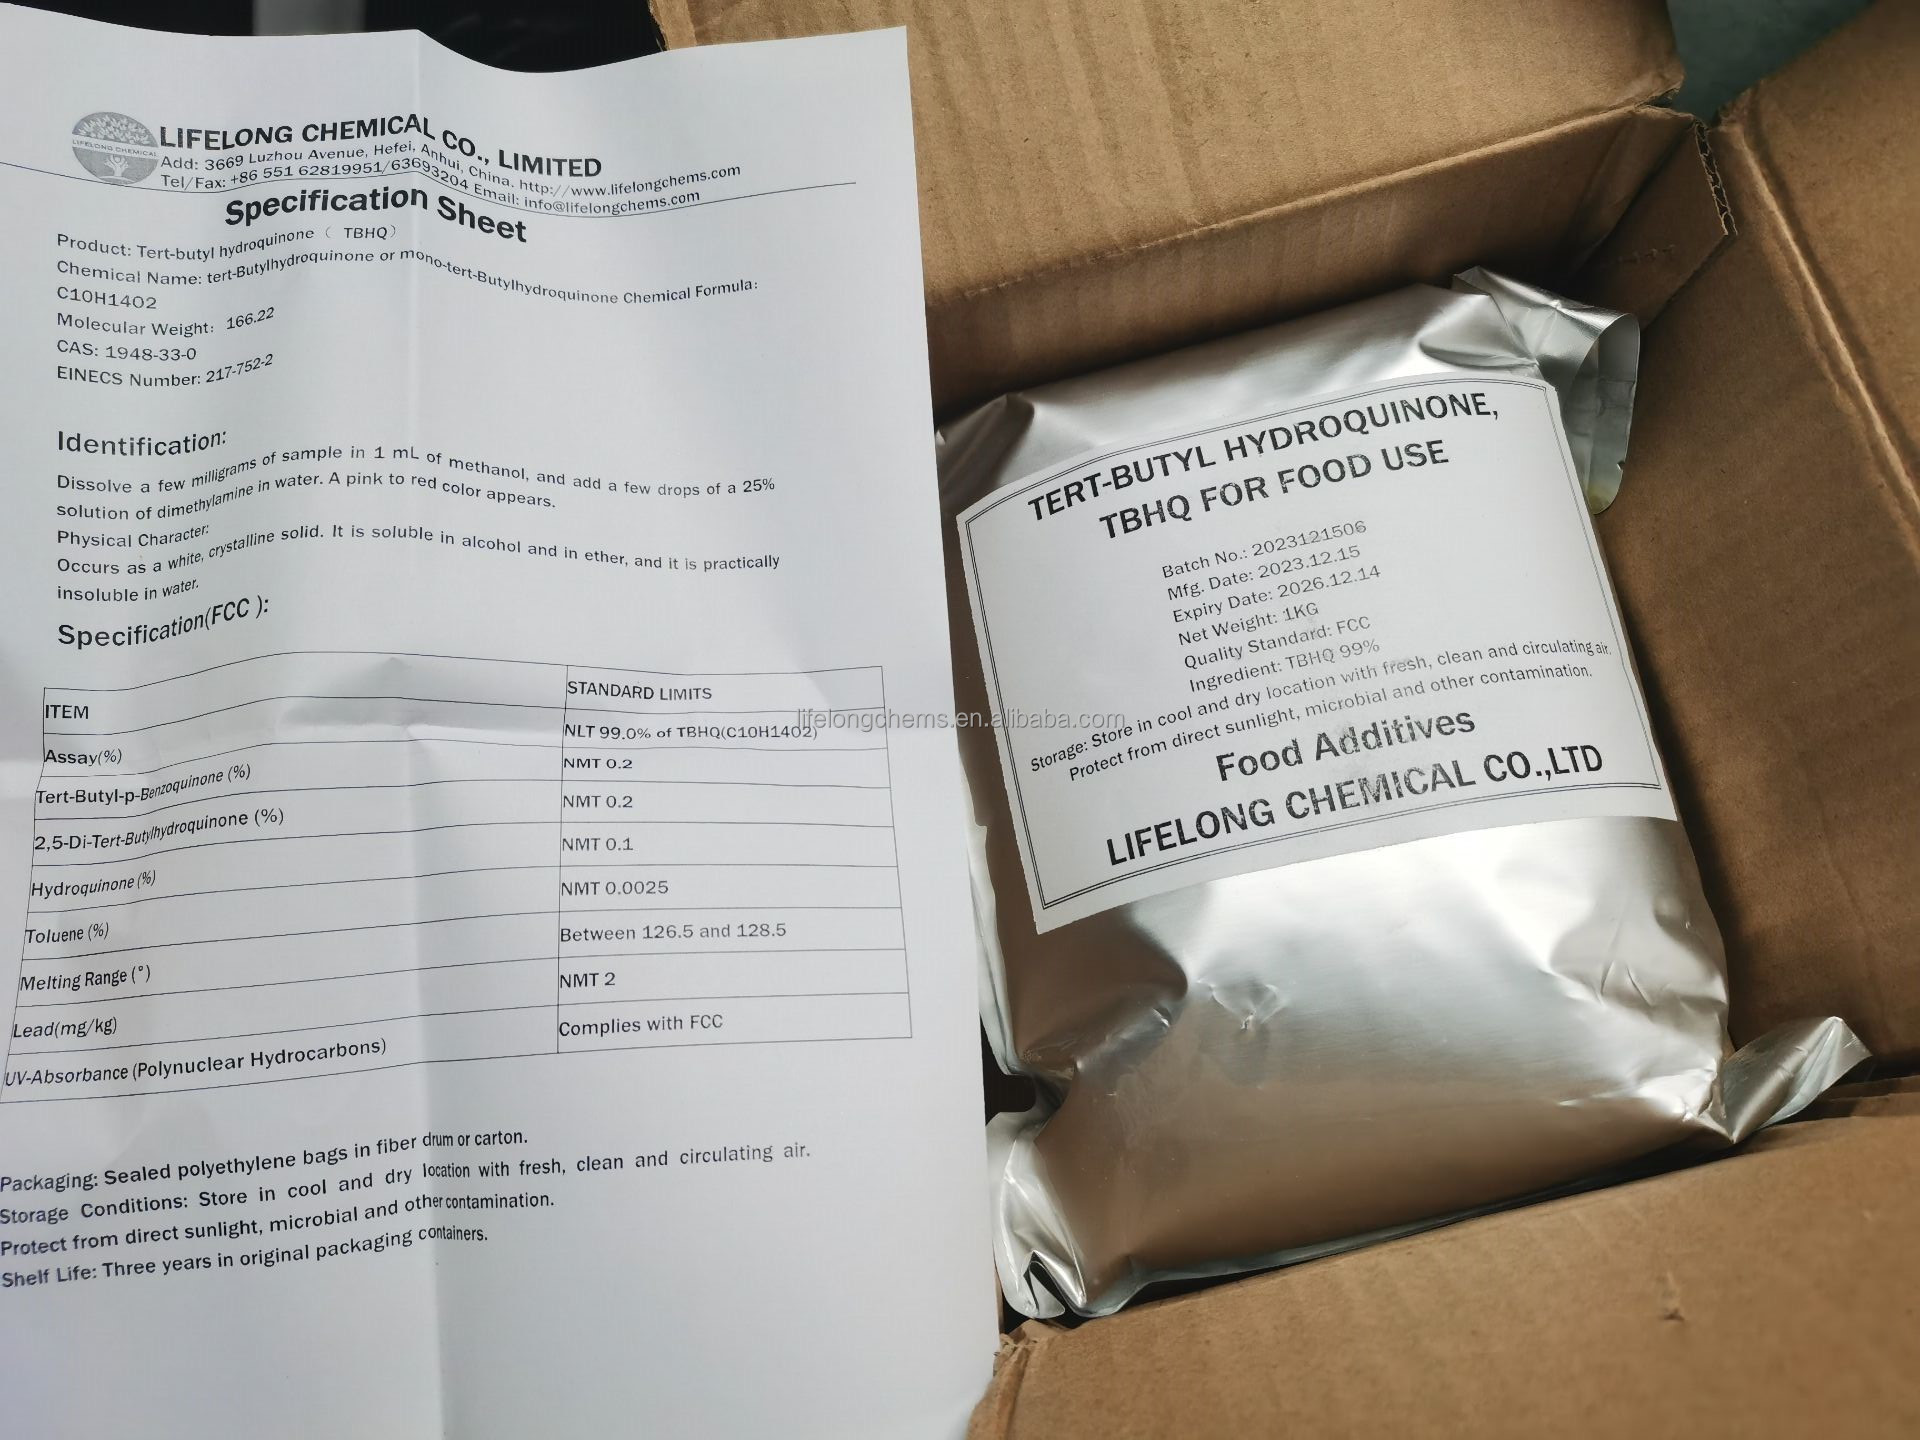 LIFELONG CHEMICAL
LIFELONG CHEMICAL CO., LIMITED
Add: 3669 Luzhou Avenue, Hefei, Anhui, China. http://www.lifelongchems.com
Tel/Fax: +86 551 62819951/63693204 Email: info@lifelongchems.com
Specification Sheet
Product: Tert-butyl hydroquinone ( TBHQ)
Chemical Name: tert-Butylhydroquinone or mono-tert-Butylhydroquinone Chemical Formula:
C10H14O2
Molecular Weight: 166.22
CAS: 1948-33-0
EINECS Number: 217-752-2
Identification:
Dissolve a few milligrams of sample in 1 mL of methanol, and add a few drops of a 25%
solution of dimethylamine in water. A pink to red color appears.
Physical Character:
Occurs as a white, crystalline solid. It is soluble in alcohol and in ether, and it is practically
insoluble in water.
Specification(FCC ):
ITEM STANDARD LIMITS
Assay(%) NLT 99.0% of TBHQ(C10H14O2)
Tert-Butyl-p-Benzoquinone (%) NMT 0.2
2,5-Di-Tert-Butylhydroquinone (%) NMT 0.2
Hydroquinone (%) NMT 0.1
Toluene (%) NMT 0.0025
Melting Range (°) Between 126.5 and 128.5
Lead(mg/kg) NMT 2
UV-Absorbance (Polynuclear Hydrocarbons) Complies with FCC
Packaging: Sealed polyethylene bags in fiber drum or carton.
Storage Conditions: Store in cool and dry location with fresh, clean and circulating air.
Protect from direct sunlight, microbial and other contamination.
Shelf Life: Three years in original packaging containers.
TERT-BUTYL HYDROQUINONE,
TBHQ FOR FOOD USE
Batch No.: 2023121506
Mfg. Date: 2023.12.15
Expiry Date: 2026.12.14
Net Weight: 1KG
Quality Standard: FCC
Ingredient: TBHQ 99%
Storage: Store in cool and dry location with fresh, clean and circulating air.
Protect from direct sunlight, microbial and other contamination.
Food Additives
LIFELONG CHEMICAL CO.,LTD
lifelongchems.en.alibaba.com